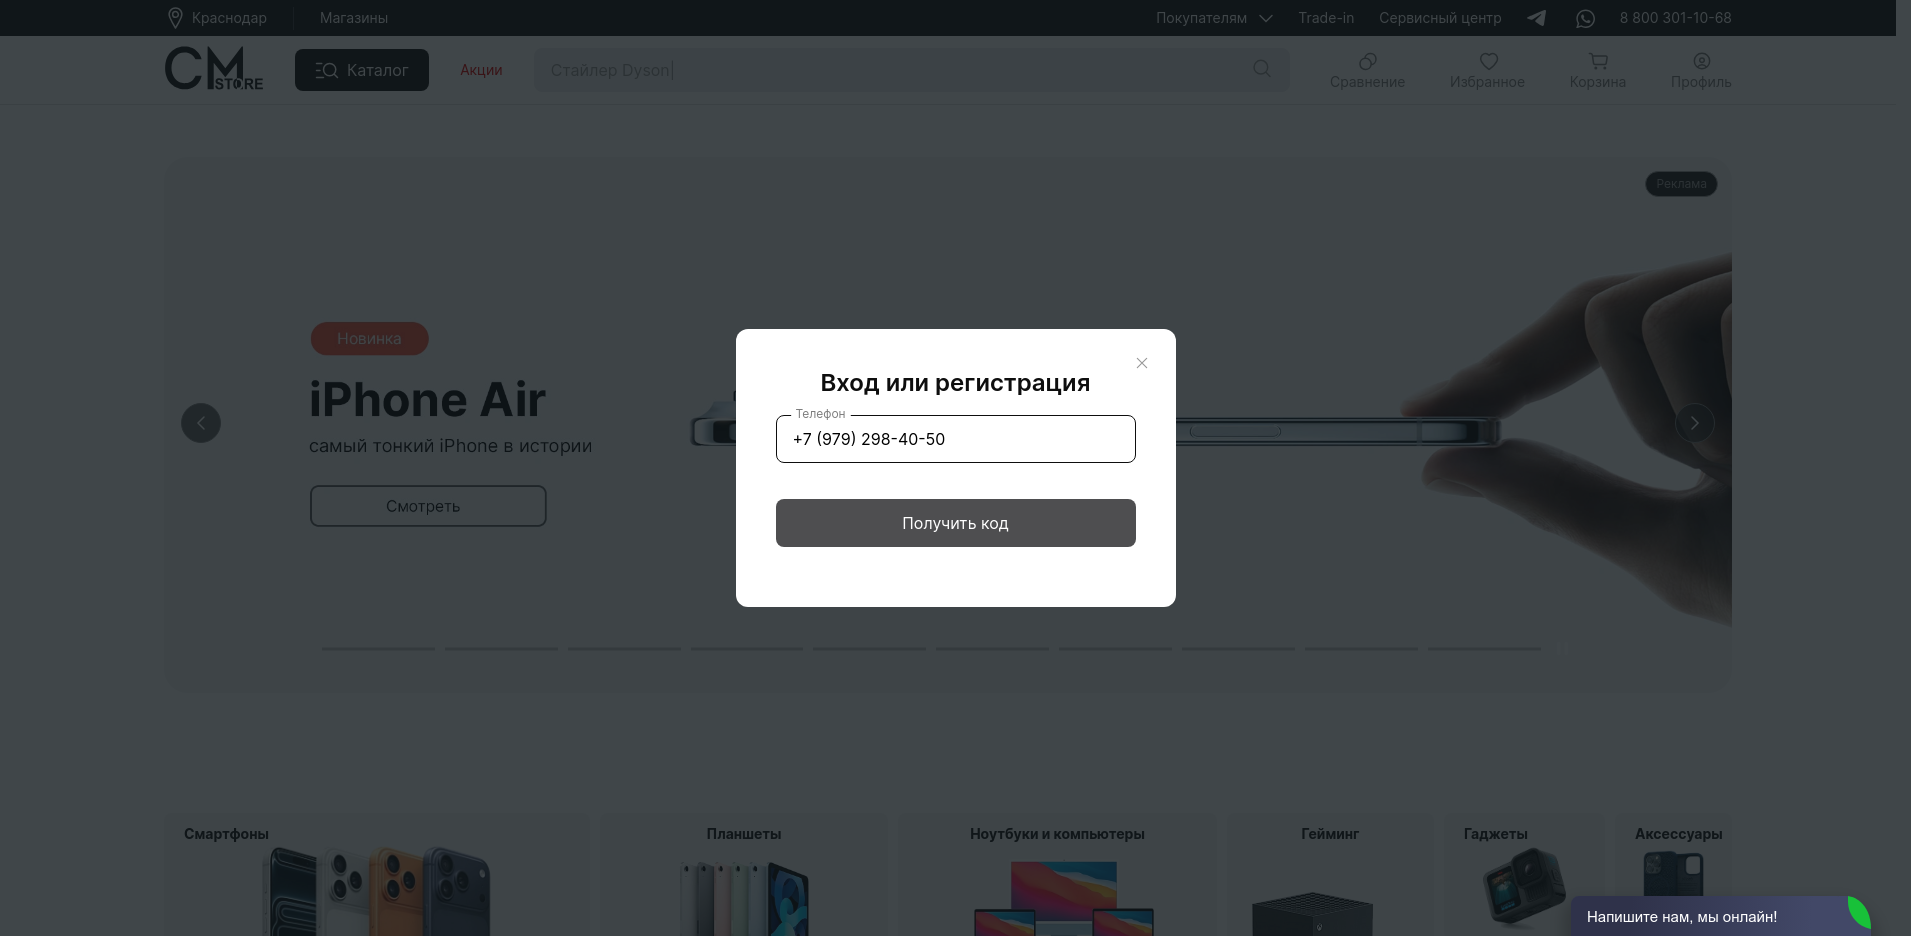 Краснодар
Магазины
Покупателям
Trade-in
Сервисный центр
8 800 301-10-68
CM STORE
Каталог
Акции
Стайлер Dyson
Сравнение
Избранное
Корзина
Профиль
Реклама
Новинка
iPhone Air
самый тонкий iPhone в истории
Смотреть
Вход или регистрация
Телефон
+7 (979) 298-40-50
Получить код
Смартфоны
Планшеты
Ноутбуки и компьютеры
Гейминг
Гаджеты
Аксессуары
Напишите нам, мы онлайн!